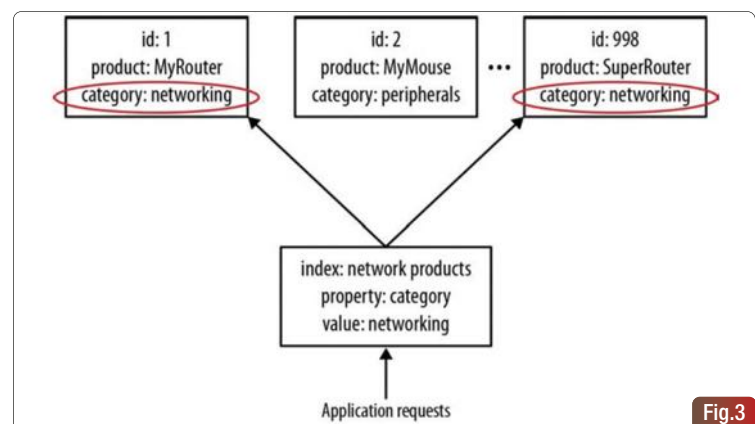 id: 1
product: MyRouter
category: networking
id: 2
product: MyMouse
category: peripherals
...
id: 998
product: SuperRouter
category: networking
index: network products
property: category
value: networking
Application requests
Fig.3